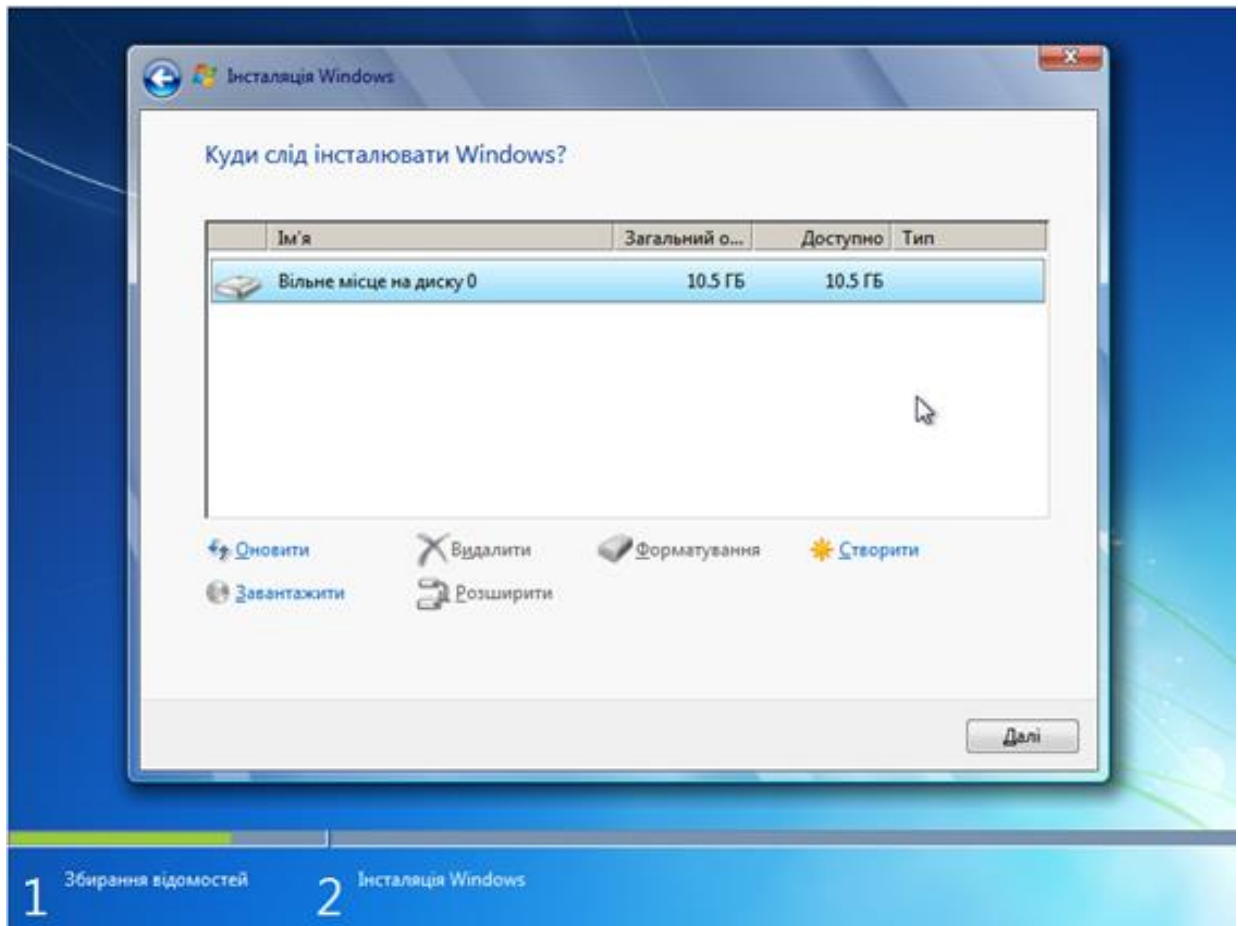 Інсталяція Windows
Куди слід інсталювати Windows?
Ім'я Загальний о... Доступно Тип
Вільне місце на диску 0 10.5 ГБ 10.5 ГБ
Оновити Видалити Форматування Створити
Завантажити Розширити
Далі
1 Збирання відомостей 2 Інсталяція Windows